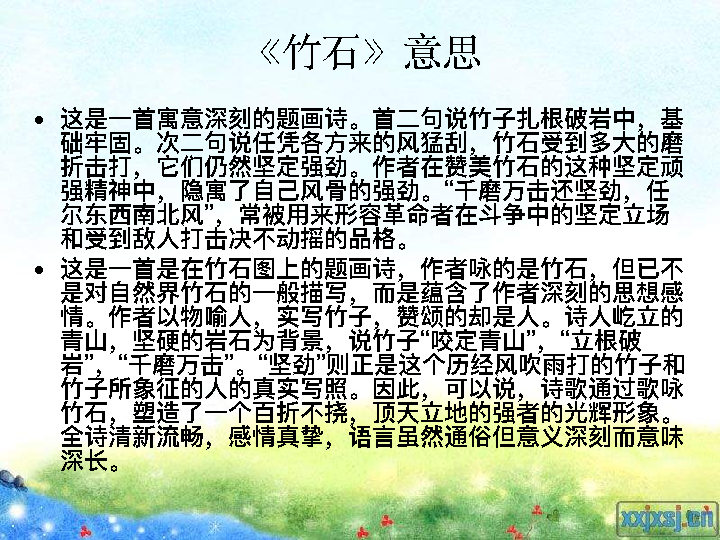 《竹石》意思
• 这是一首寓意深刻的题画诗。首二句说竹子扎根破岩中，基
础牢固。次二句说任凭各方来的风猛刮，竹石受到多大的磨
折击打，它们仍然坚定强劲。作者在赞美竹石的这种坚定顽
强精神中，隐寓了自己风骨的强劲。“千磨万击还坚劲，任
尔东西南北风”，常被用来形容革命者在斗争中的坚定立场
和受到敌人打击决不动摇的品格。
• 这是一首是在竹石图上的题画诗，作者咏的是竹石，但已不
是对自然界竹石的一般描写，而是蕴含了作者深刻的思想感
情。作者以物喻人，实写竹子，赞颂的却是人。诗人屹立的
青山，坚硬的岩石为背景，说竹子“咬定青山”，“立根破
岩”，“千磨万击”。“坚劲”则正是这个历经风吹雨打的竹子和
竹子所象征的人的真实写照。因此，可以说，诗歌通过歌咏
竹石，塑造了一个百折不挠，顶天立地的强者的光辉形象。
全诗清新流畅，感情真挚，语言虽然通俗但意义深刻而意味
深长。
xxjxsj.cn